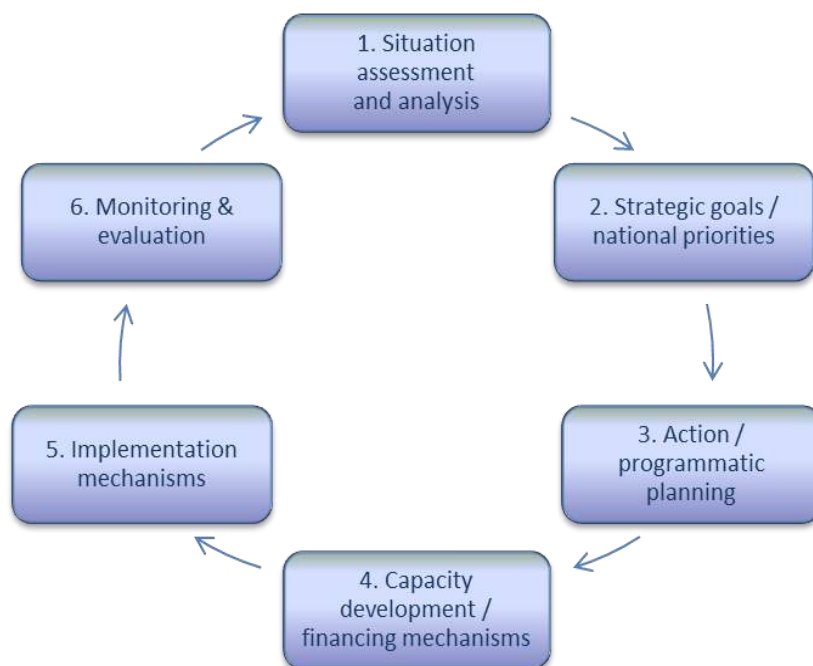 1. Situation
assessment
and analysis
2. Strategic goals /
national priorities
3. Action /
programmatic
planning
4. Capacity
development /
financing mechanisms
5. Implementation
mechanisms
6. Monitoring &
evaluation